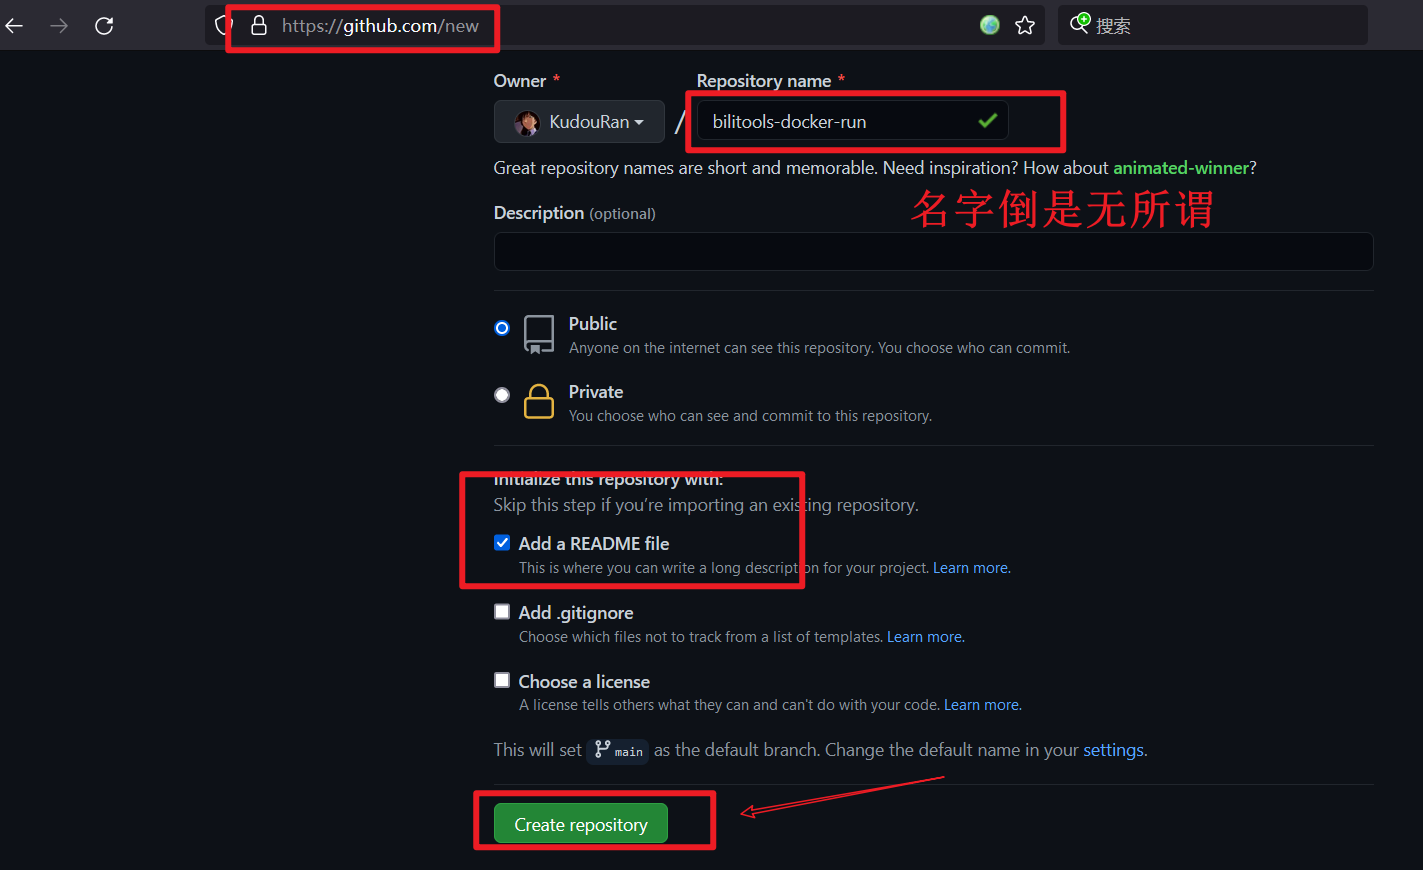 https://github.com/new
搜索
Owner *
Repository name *
KudouRan
/
bilitools-docker-run
Great repository names are short and memorable. Need inspiration? How about animated-winner?
名字倒是无所谓
Description (optional)
Public
Anyone on the internet can see this repository. You choose who can commit.
Private
You choose who can see and commit to this repository.
Initialize this repository with:
Skip this step if you're importing an existing repository.
Add a README file
This is where you can write a long description for your project. Learn more.
Add .gitignore
Choose which files not to track from a list of templates. Learn more.
Choose a license
A license tells others what they can and can't do with your code. Learn more.
This will set main as the default branch. Change the default name in your settings.
Create repository